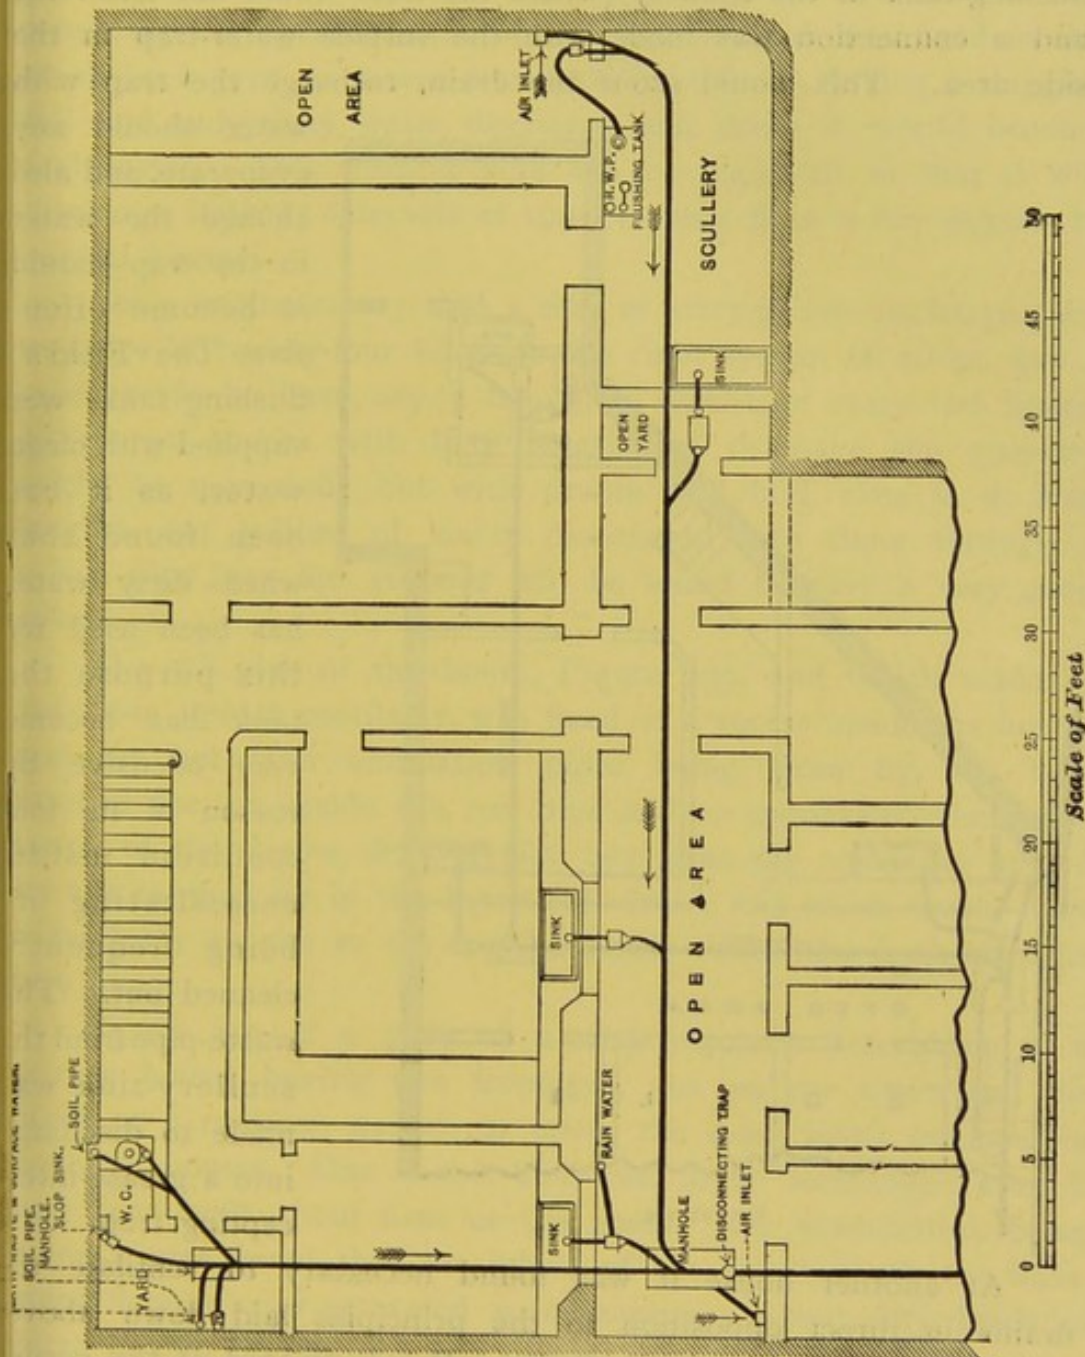 OPEN
AREA
AIR INLET
R.W.P.
FLUSHING TANK
SCULLERY
SINK
OPEN
YARD
SINK
OPEN AREA
SOIL PIPE
W.C.
SLOP SINK.
MANHOLE.
SOIL PIPE.
YARD
SINK
RAIN WATER
MANHOLE
DISCONNECTING TRAP
AIR INLET
0 5 10 15 20 25 30 35 40 45 50
Scale of Feet